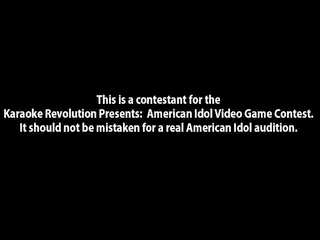 This is a contestant for the
Karaoke Revolution Presents:  American Idol Video Game Contest.
It should not be mistaken for a real American Idol audition.